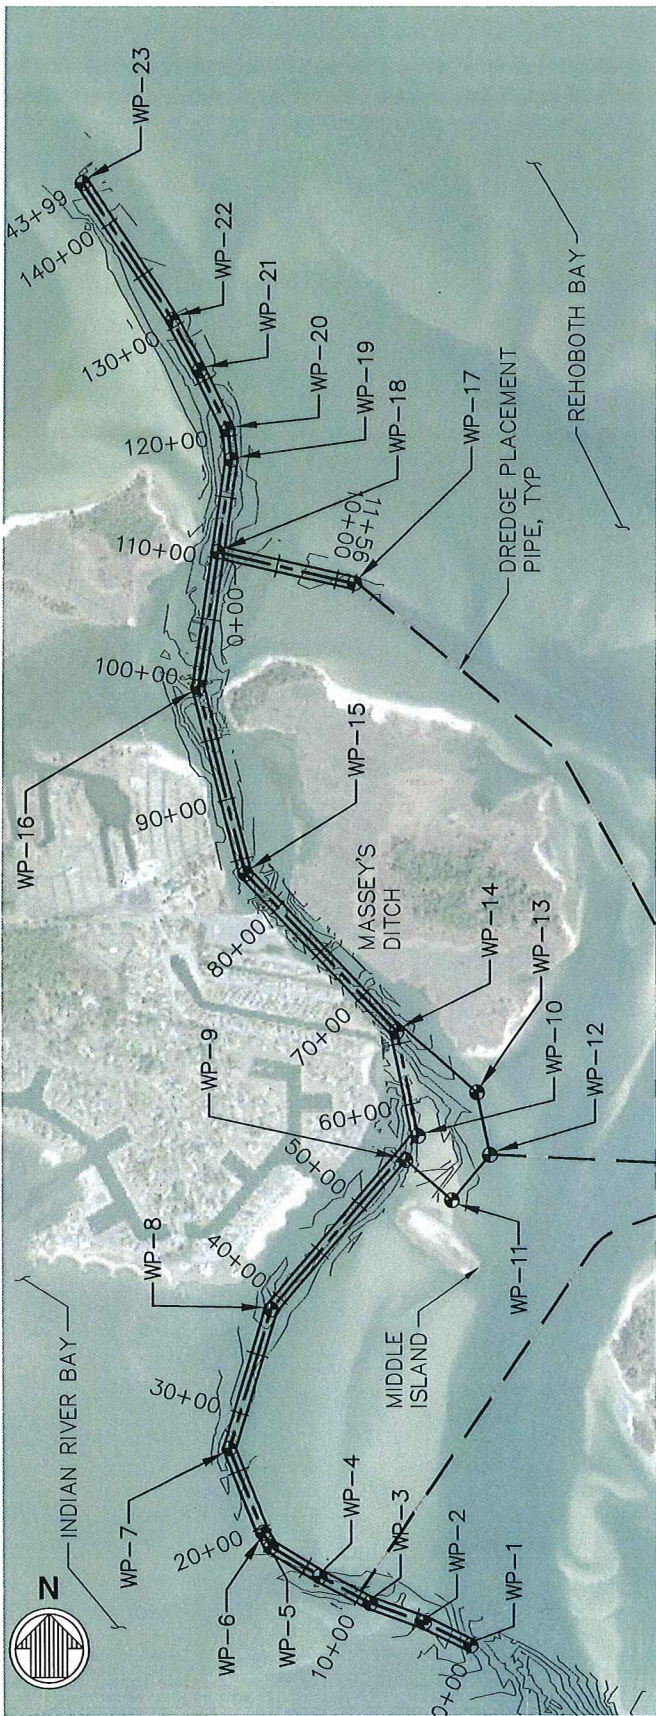 N
INDIAN RIVER BAY
0+00
WP-1
WP-2
WP-3
10+00
WP-4
WP-5
WP-6
20+00
WP-7
30+00
WP-8
40+00
MIDDLE
ISLAND
50+00
WP-9
WP-11
60+00
WP-10
WP-12
WP-13
WP-14
70+00
MASSEY'S
DITCH
80+00
WP-15
90+00
WP-16
100+00
0+00
110+00
10+00
11+56
WP-17
WP-18
WP-19
WP-20
120+00
WP-21
130+00
WP-22
140+00
43+99
WP-23
DREDGE PLACEMENT
PIPE, TYP
REHOBOTH BAY